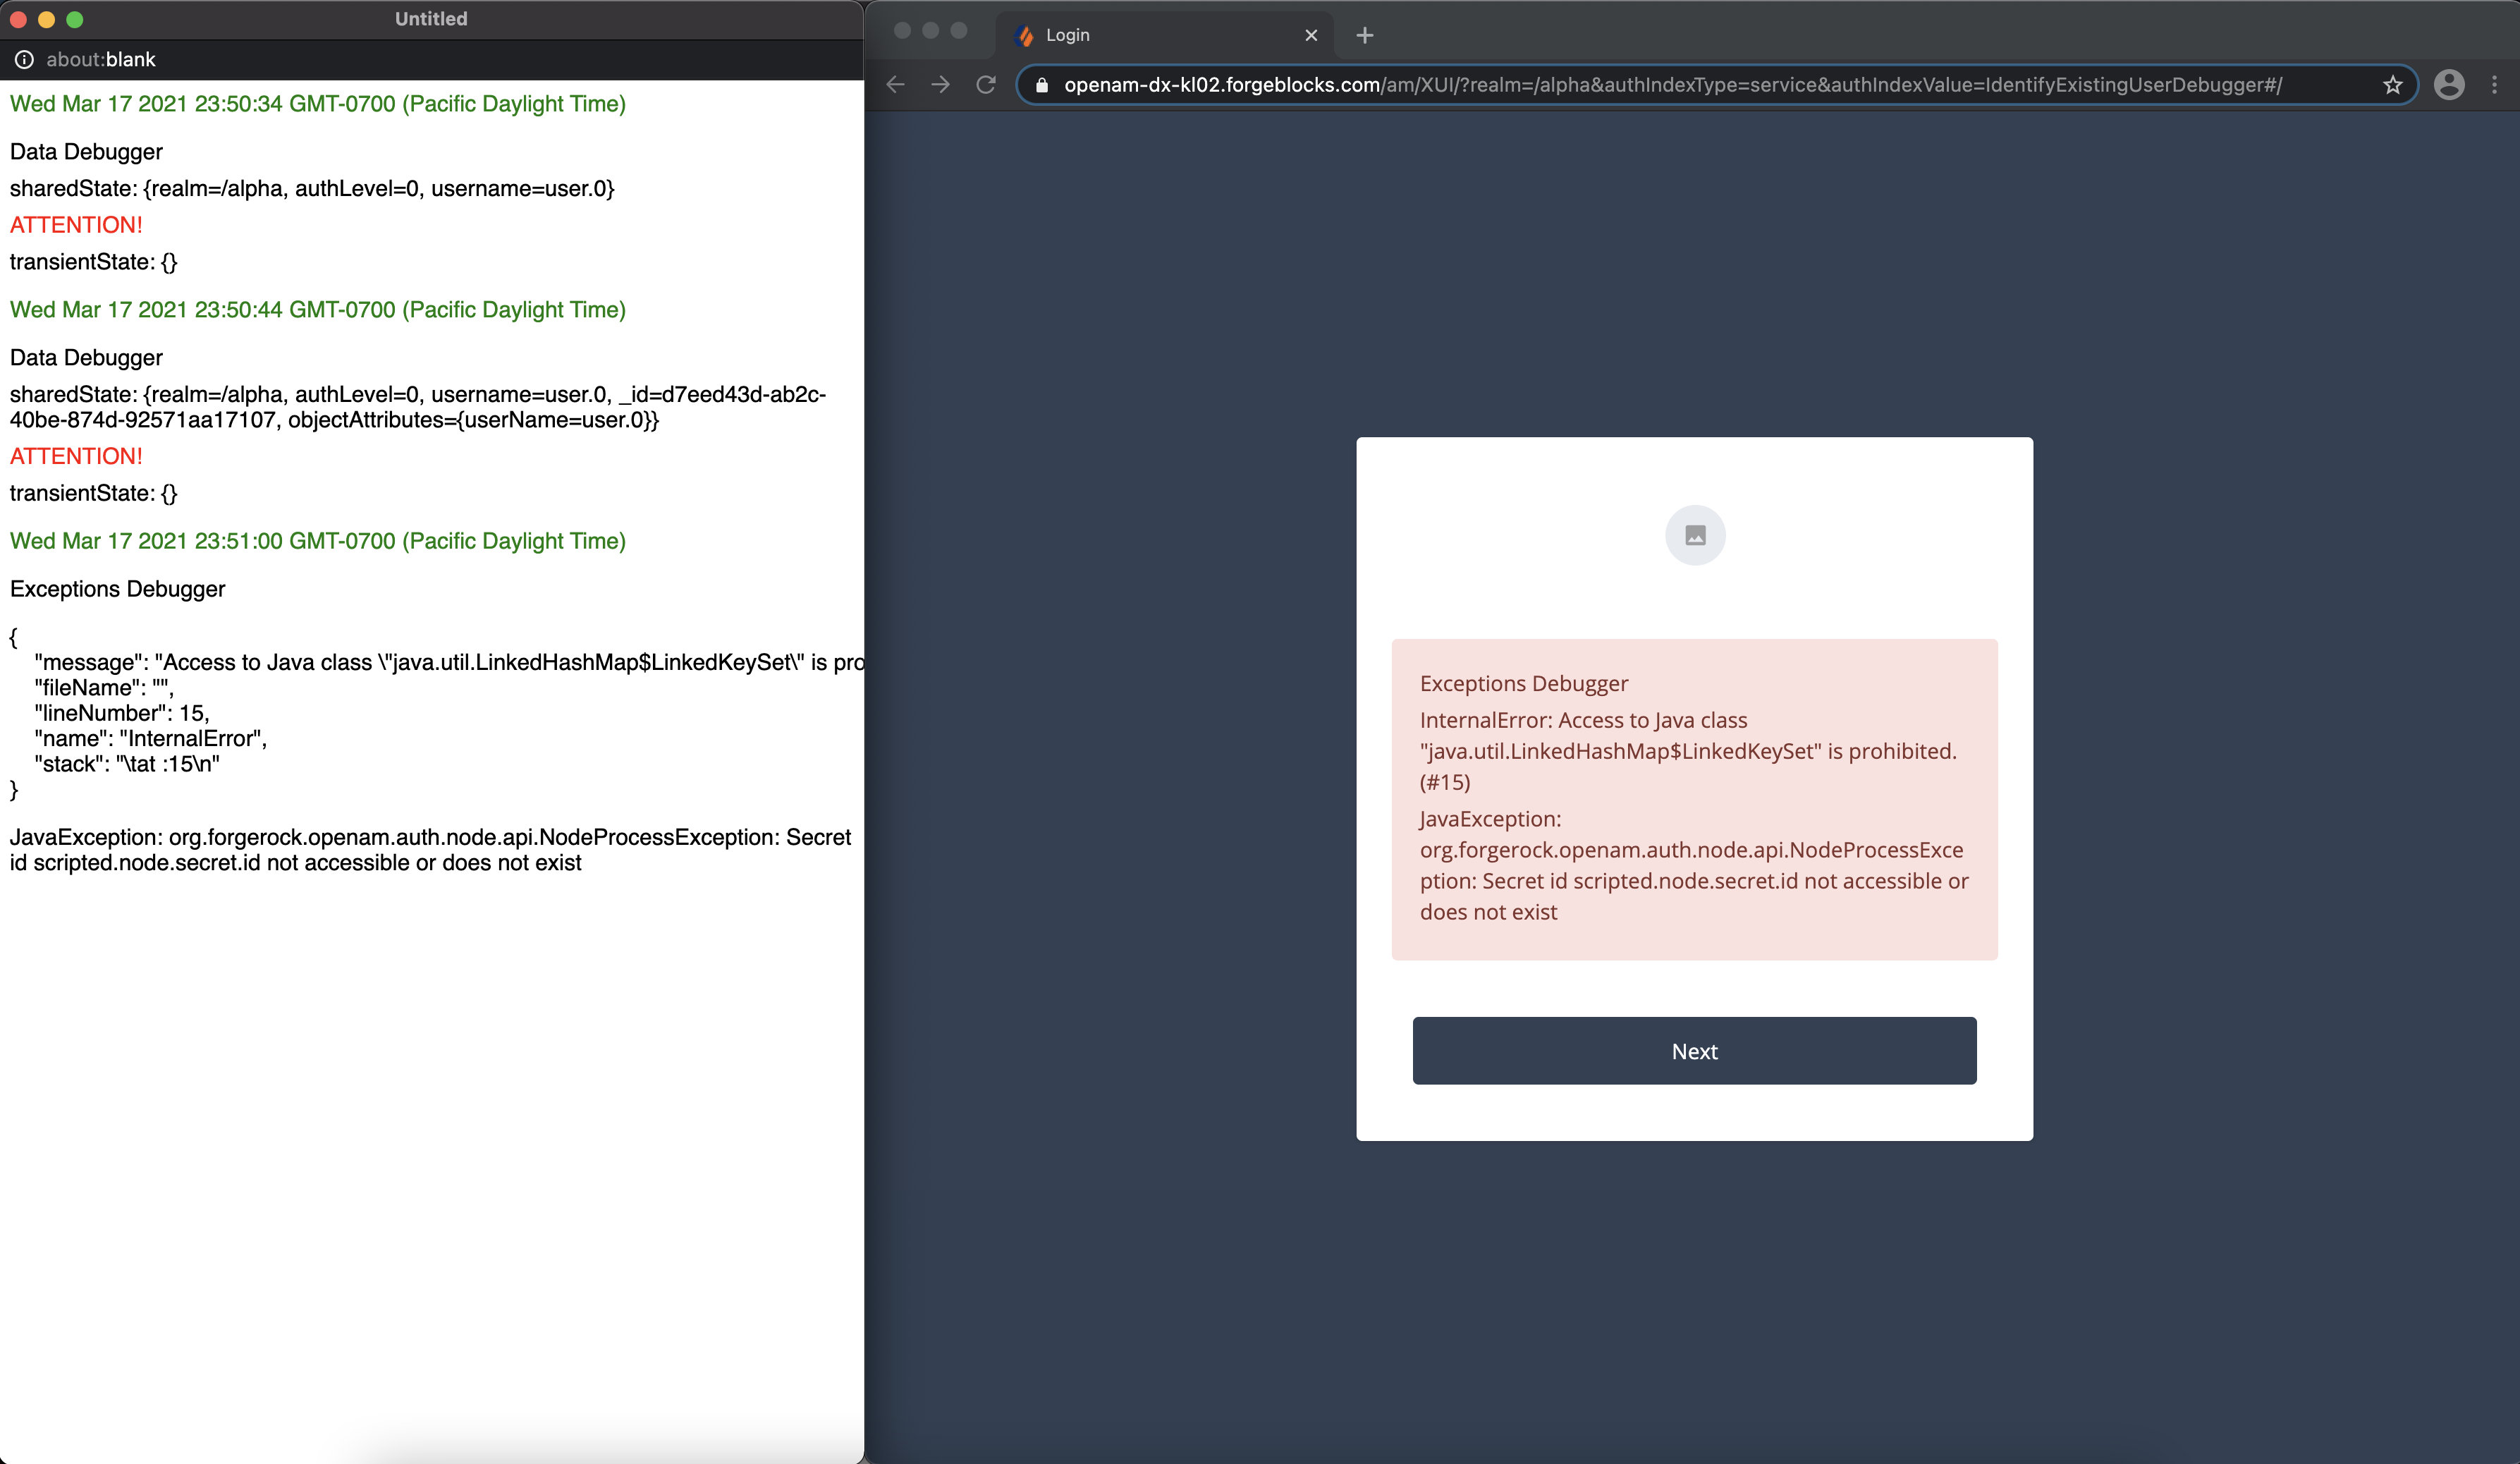 Untitled
about:blank
Wed Mar 17 2021 23:50:34 GMT-0700 (Pacific Daylight Time)
Data Debugger
sharedState: {realm=/alpha, authLevel=0, username=user.0}
ATTENTION!
transientState: {}
Wed Mar 17 2021 23:50:44 GMT-0700 (Pacific Daylight Time)
Data Debugger
sharedState: {realm=/alpha, authLevel=0, username=user.0, _id=d7eed43d-ab2c-
40be-874d-92571aa17107, objectAttributes={userName=user.0}}
ATTENTION!
transientState: {}
Wed Mar 17 2021 23:51:00 GMT-0700 (Pacific Daylight Time)
Exceptions Debugger
{
"message": "Access to Java class \"java.util.LinkedHashMap$LinkedKeySet\" is pro
"fileName": "",
"lineNumber": 15,
"name": "InternalError",
"stack": "\tat :15\n"
}
JavaException: org.forgerock.openam.auth.node.api.NodeProcessException: Secret
id scripted.node.secret.id not accessible or does not exist
Login
openam-dx-kl02.forgeblocks.com/am/XUI/?realm=/alpha&authIndexType=service&authIndexValue=IdentifyExistingUserDebugger#/
Exceptions Debugger
InternalError: Access to Java class
"java.util.LinkedHashMap$LinkedKeySet" is prohibited.
(#15)
JavaException:
org.forgerock.openam.auth.node.api.NodeProcessExce
ption: Secret id scripted.node.secret.id not accessible or
does not exist
Next